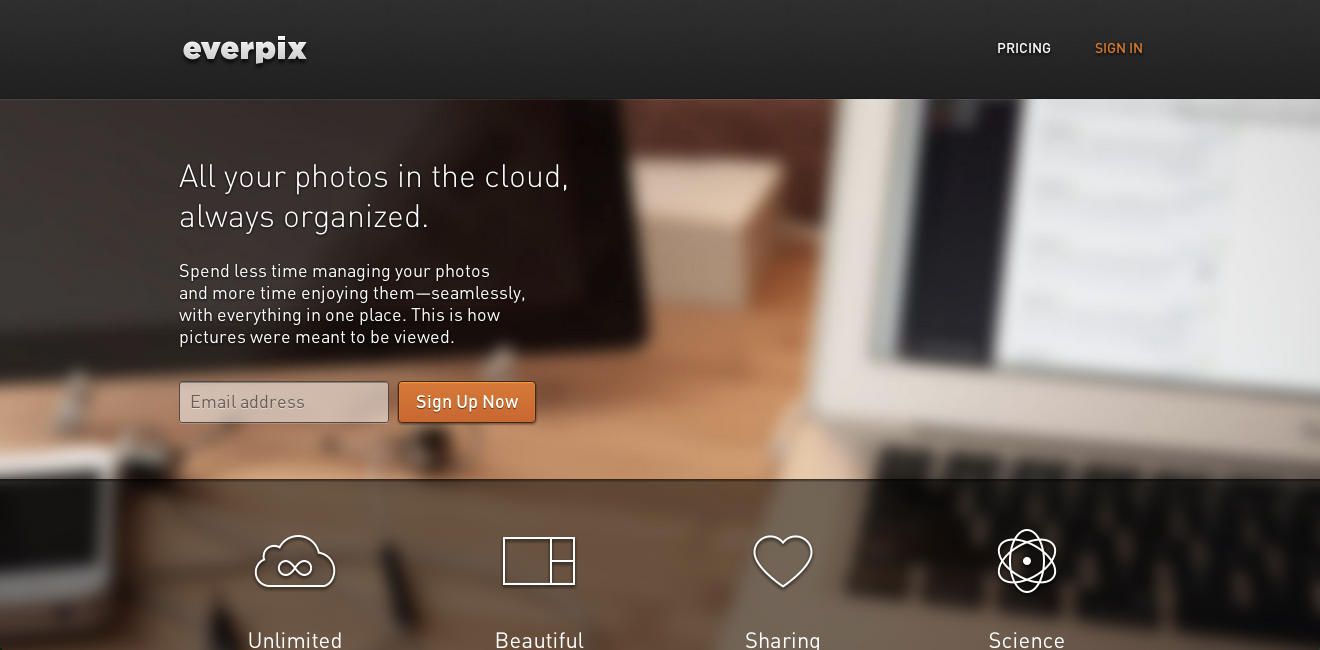 everpix
PRICING
SIGN IN
All your photos in the cloud,
always organized.
Spend less time managing your photos
and more time enjoying them—seamlessly,
with everything in one place. This is how
pictures were meant to be viewed.
Email address
Sign Up Now
Unlimited
Beautiful
Sharing
Science